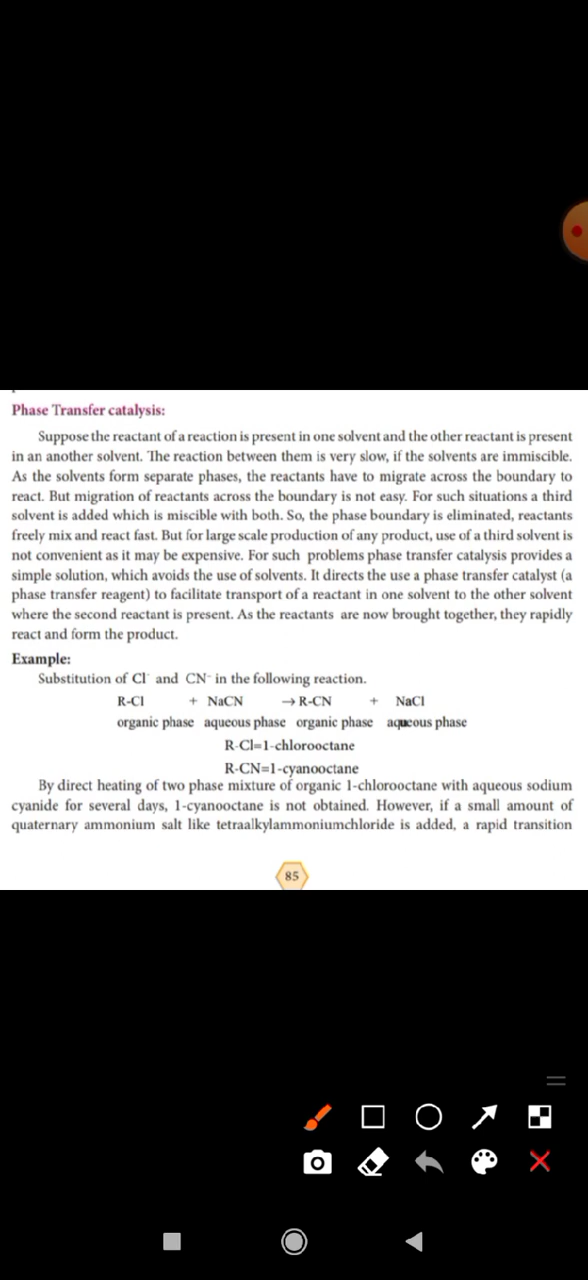 Phase Transfer catalysis:
Suppose the reactant of a reaction is present in one solvent and the other reactant is present
in an another solvent. The reaction between them is very slow, if the solvents are immiscible.
As the solvents form separate phases, the reactants have to migrate across the boundary to
react. But migration of reactants across the boundary is not easy. For such situations a third
solvent is added which is miscible with both. So, the phase boundary is eliminated, reactants
freely mix and react fast. But for large scale production of any product, use of a third solvent is
not convenient as it may be expensive. For such problems phase transfer catalysis provides a
simple solution, which avoids the use of solvents. It directs the use a phase transfer catalyst (a
phase transfer reagent) to facilitate transport of a reactant in one solvent to the other solvent
where the second reactant is present. As the reactants are now brought together, they rapidly
react and form the product.
Example:
Substitution of Cl⁻ and CN⁻ in the following reaction.
R-Cl + NaCN → R-CN + NaCl
organic phase aqueous phase organic phase aqueous phase
R-Cl=1-chlorooctane
R-CN=1-cyanooctane
By direct heating of two phase mixture of organic 1-chlorooctane with aqueous sodium
cyanide for several days, 1-cyanooctane is not obtained. However, if a small amount of
quaternary ammonium salt like tetraalkylammoniumchloride is added, a rapid transition
85